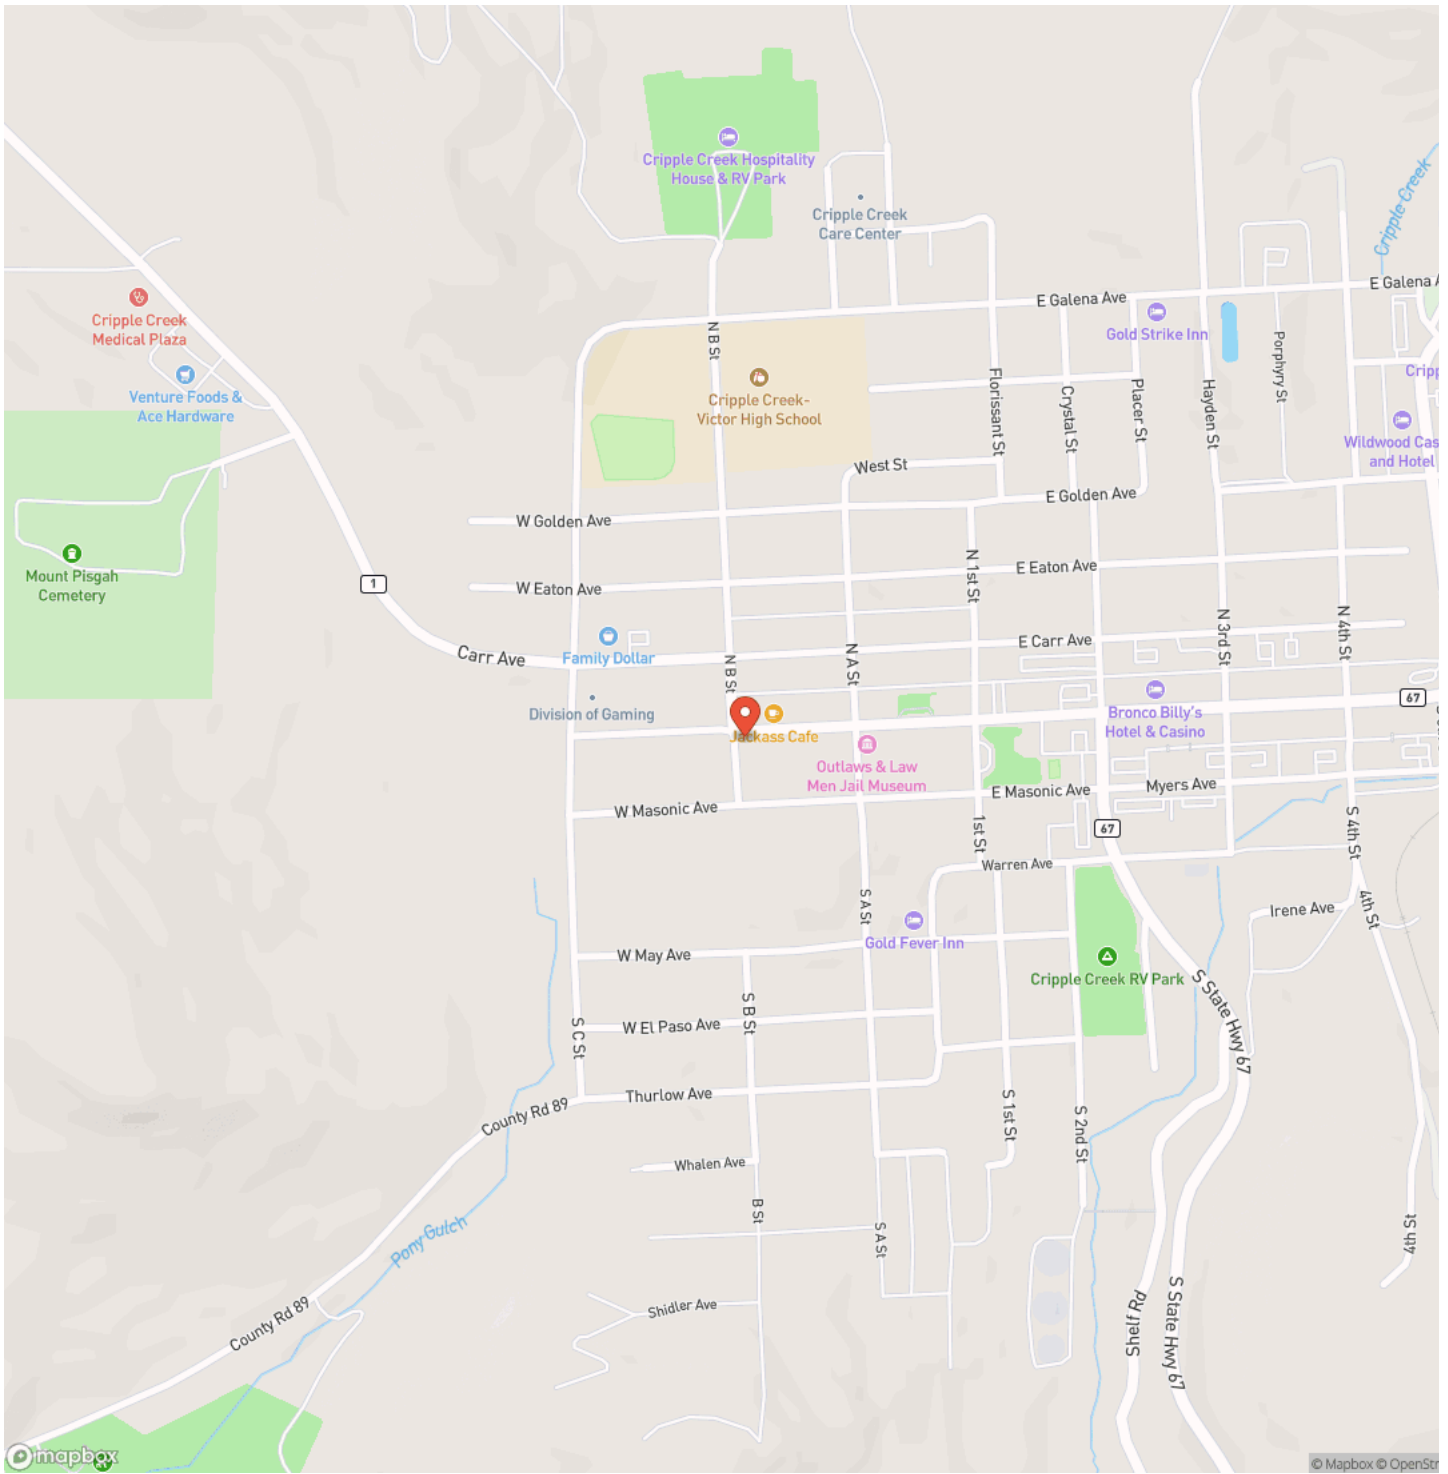 Cripple Creek Hospitality
House & RV Park
Cripple Creek
Care Center
Cripple Creek
E Galena Ave
E Galena A
Cripple Creek
Medical Plaza
Gold Strike Inn
N B St
Porphyry St
Venture Foods &
Ace Hardware
Cripple Creek-
Victor High School
Florissant St
Crystal St
Placer St
Hayden St
Cripp
Wildwood Cas
and Hotel
West St
E Golden Ave
W Golden Ave
Mount Pisgah
Cemetery
1
W Eaton Ave
E Eaton Ave
N 1st St
N 3rd St
N 4th St
E Carr Ave
Carr Ave
Family Dollar
N B St
N A St
67
Division of Gaming
Jackass Cafe
Bronco Billy's
Hotel & Casino
Outlaws & Law
Men Jail Museum
E Masonic Ave
Myers Ave
W Masonic Ave
67
1st St
S 4th St
Warren Ave
S A St
Irene Ave
4th St
Gold Fever Inn
W May Ave
Cripple Creek RV Park
S State Hwy 67
S B St
W El Paso Ave
S C St
Thurlow Ave
County Rd 89
S 1st St
S 2nd St
Whalen Ave
B St
S A St
4th St
Pony Gulch
Shidler Ave
County Rd 89
Shelf Rd
S State Hwy 67
mapbox
© Mapbox © OpenStr